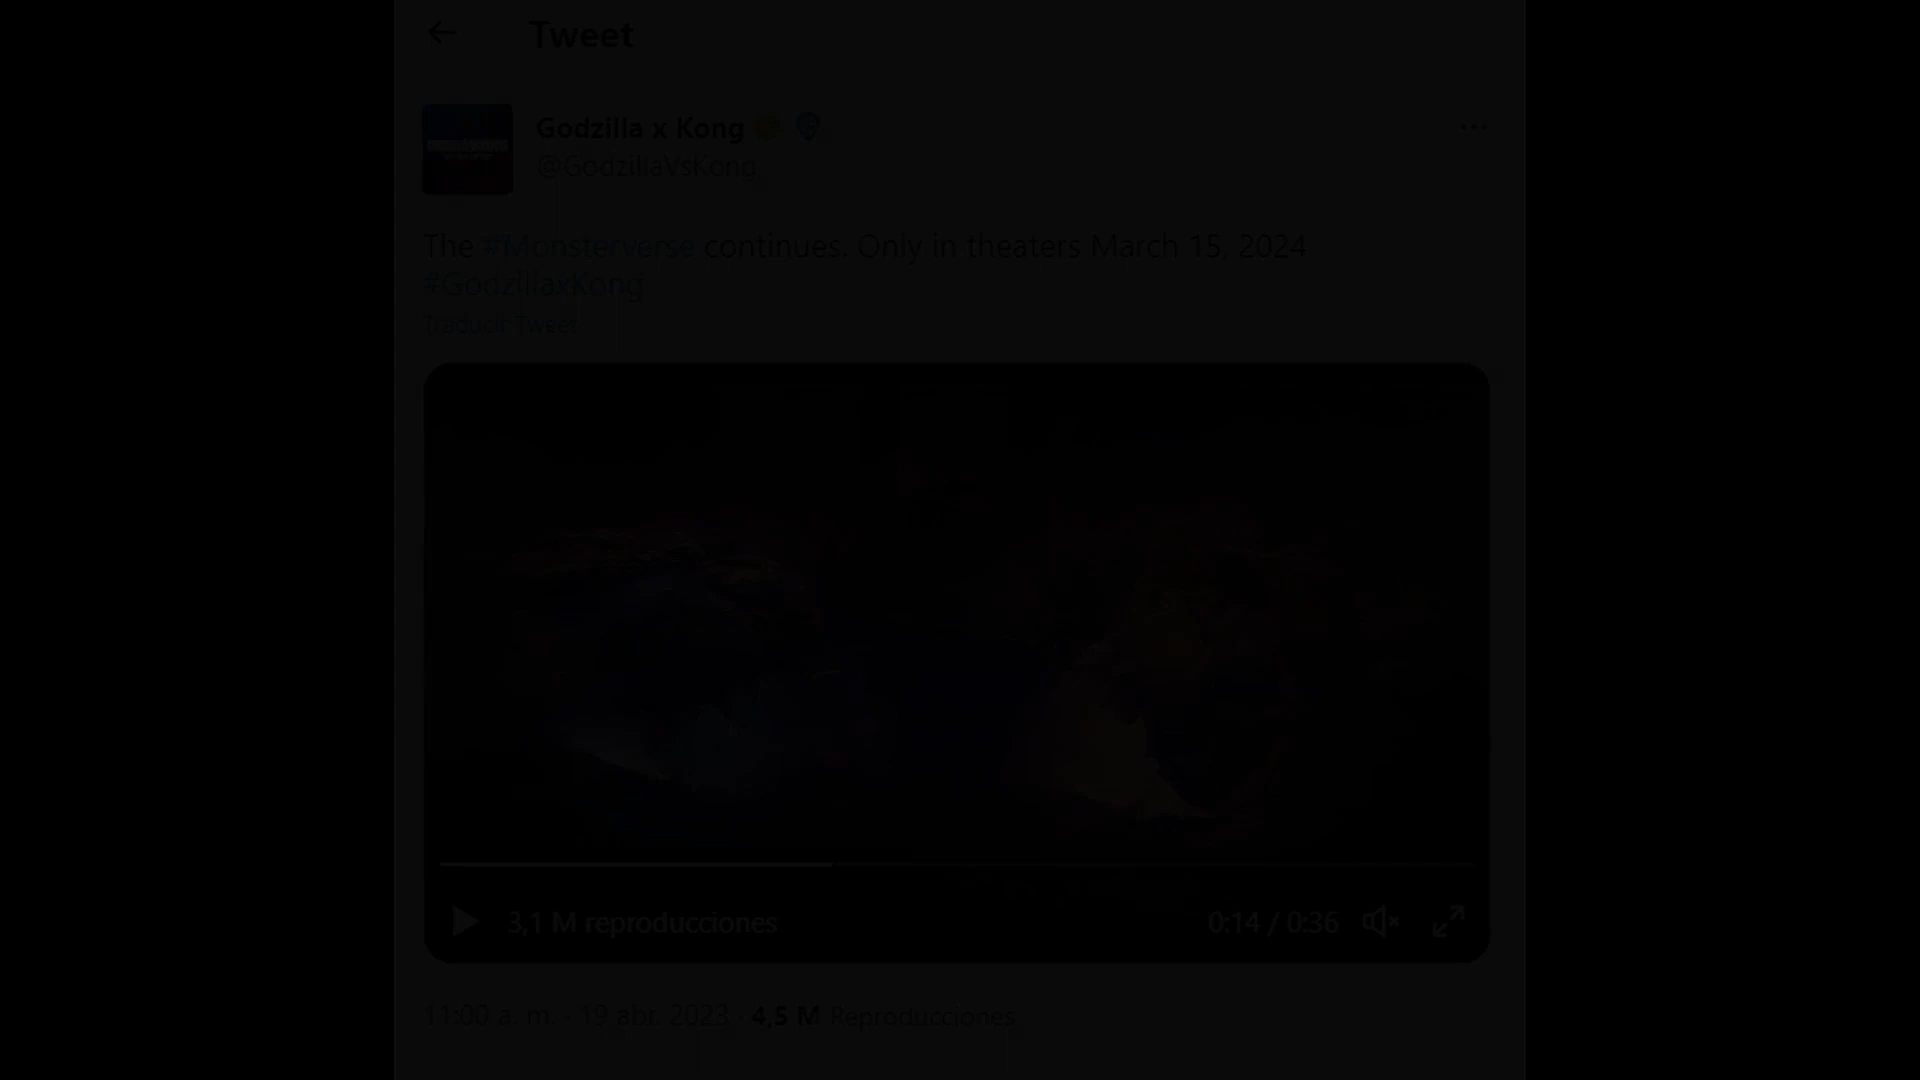 Tweet
Godzilla x Kong
@GodzillaVsKong
The #Monsterverse continues. Only in theaters March 15, 2024
#GodzillaxKong
Traducir Tweet
3,1 M reproducciones
0:14 / 0:36
11:00 a. m. · 19 abr. 2023 · 4,5 M Reproducciones